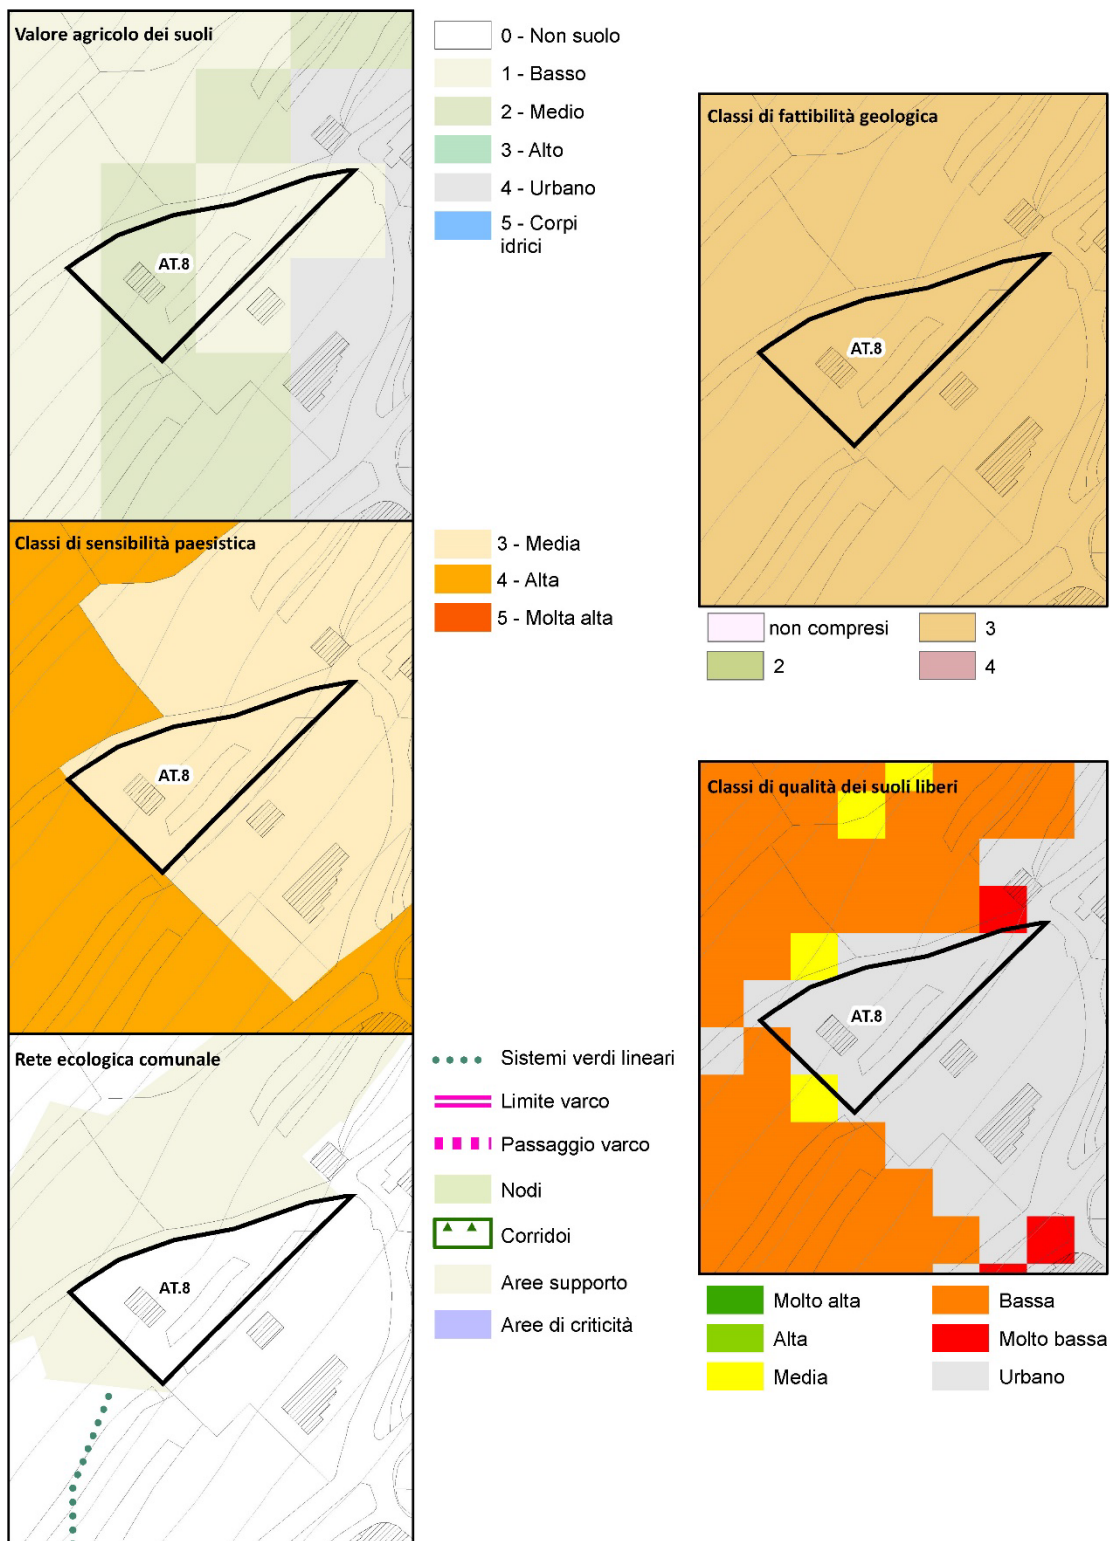 Valore agricolo dei suoli
AT.8
0 - Non suolo
1 - Basso
2 - Medio
3 - Alto
4 - Urbano
5 - Corpi
idrici
Classi di fattibilità geologica
AT.8
non compresi
3
2
4
Classi di sensibilità paesistica
AT.8
3 - Media
4 - Alta
5 - Molta alta
Classi di qualità dei suoli liberi
AT.8
Molto alta
Bassa
Alta
Molto bassa
Media
Urbano
Rete ecologica comunale
AT.8
Sistemi verdi lineari
Limite varco
Passaggio varco
Nodi
Corridoi
Aree supporto
Aree di criticità